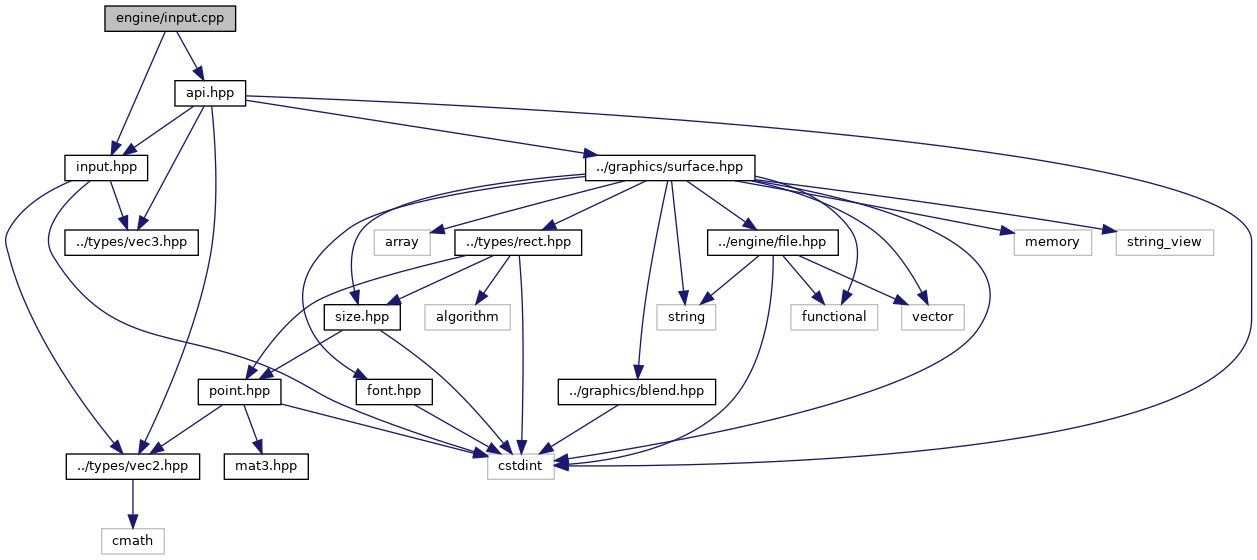 engine/input.cpp
api.hpp
input.hpp
../graphics/surface.hpp
../types/vec3.hpp
array
../types/rect.hpp
../engine/file.hpp
memory
string_view
size.hpp
algorithm
string
functional
vector
point.hpp
font.hpp
../graphics/blend.hpp
../types/vec2.hpp
mat3.hpp
cstdint
cmath